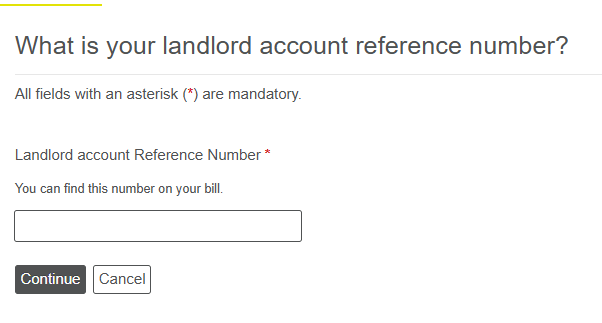 What is your landlord account reference number?
All fields with an asterisk (*) are mandatory.
Landlord account Reference Number *
You can find this number on your bill.
Continue Cancel